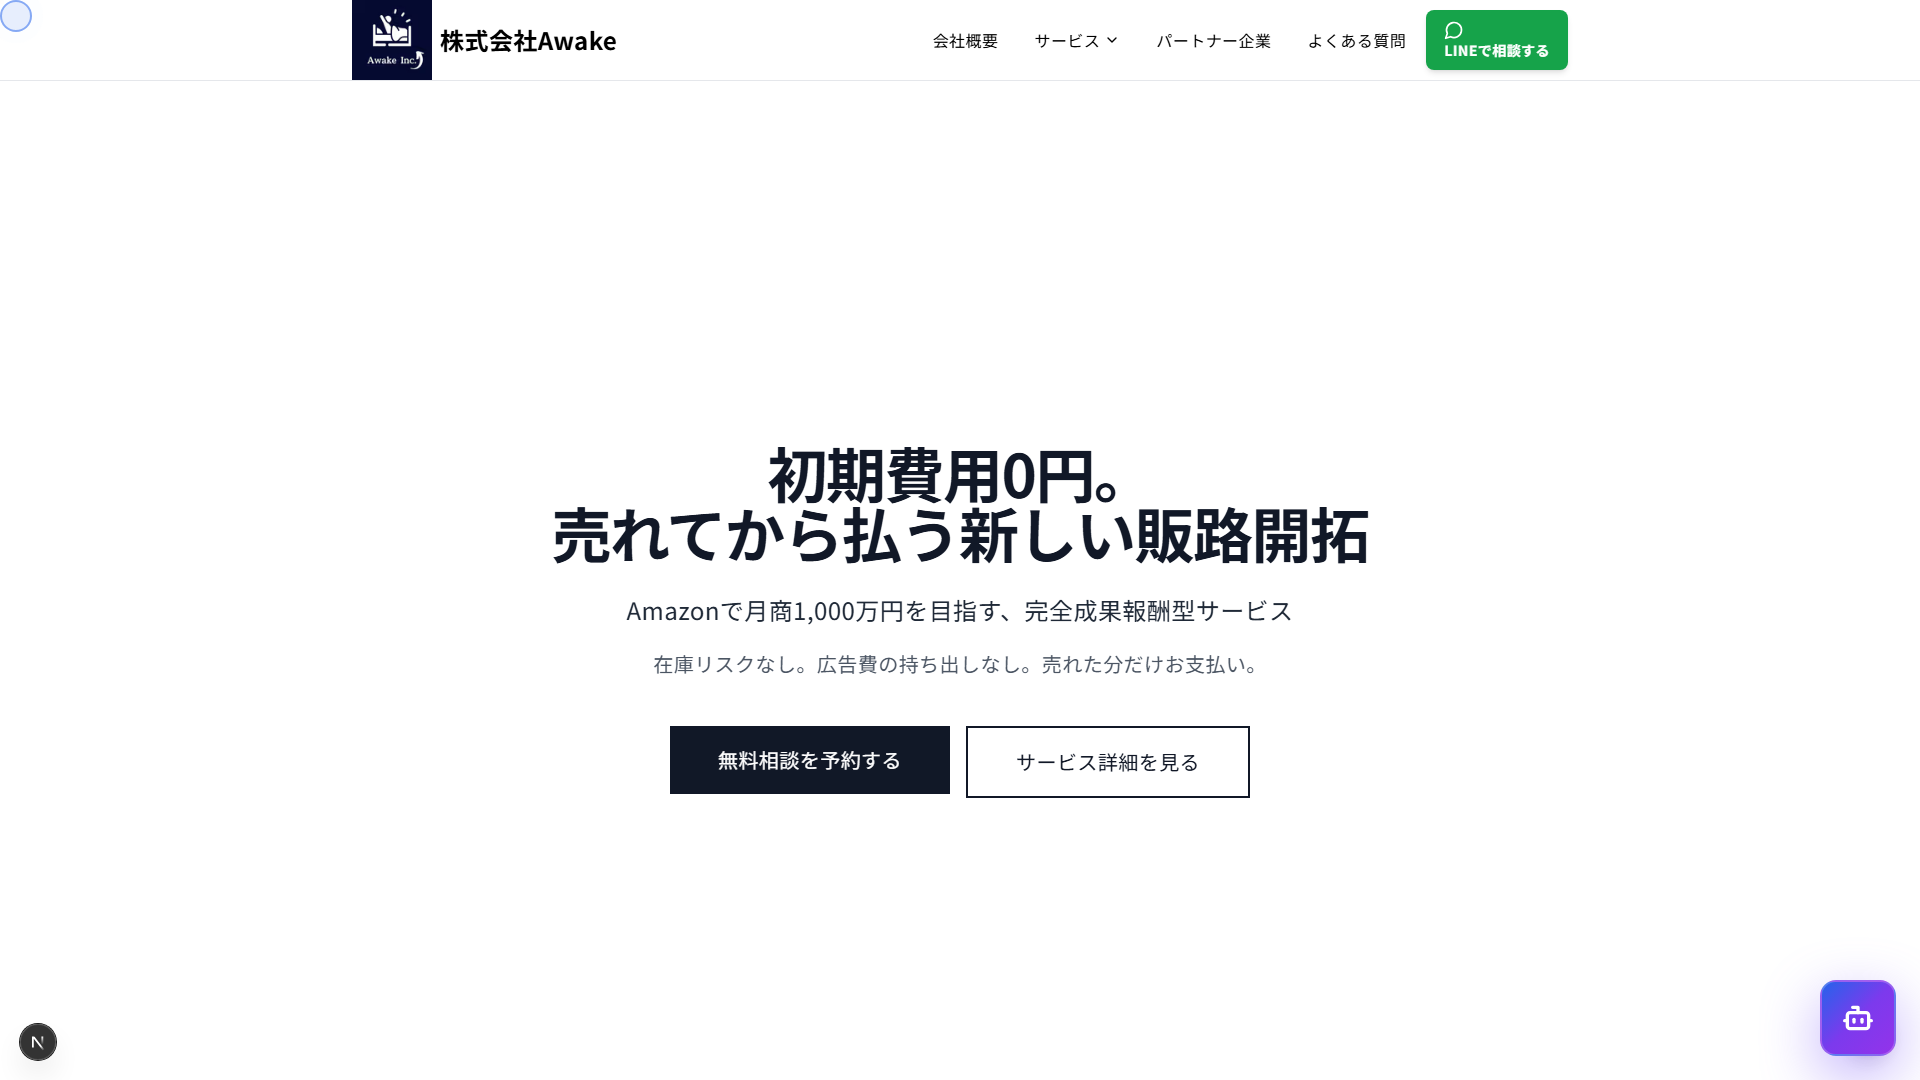 Awake Inc.
株式会社Awake
会社概要
サービス
パートナー企業
よくある質問
LINEで相談する
初期費用0円。
売れてから払う新しい販路開拓
Amazonで月商1,000万円を目指す、完全成果報酬型サービス
在庫リスクなし。広告費の持ち出しなし。売れた分だけお支払い。
無料相談を予約する
サービス詳細を見る
N